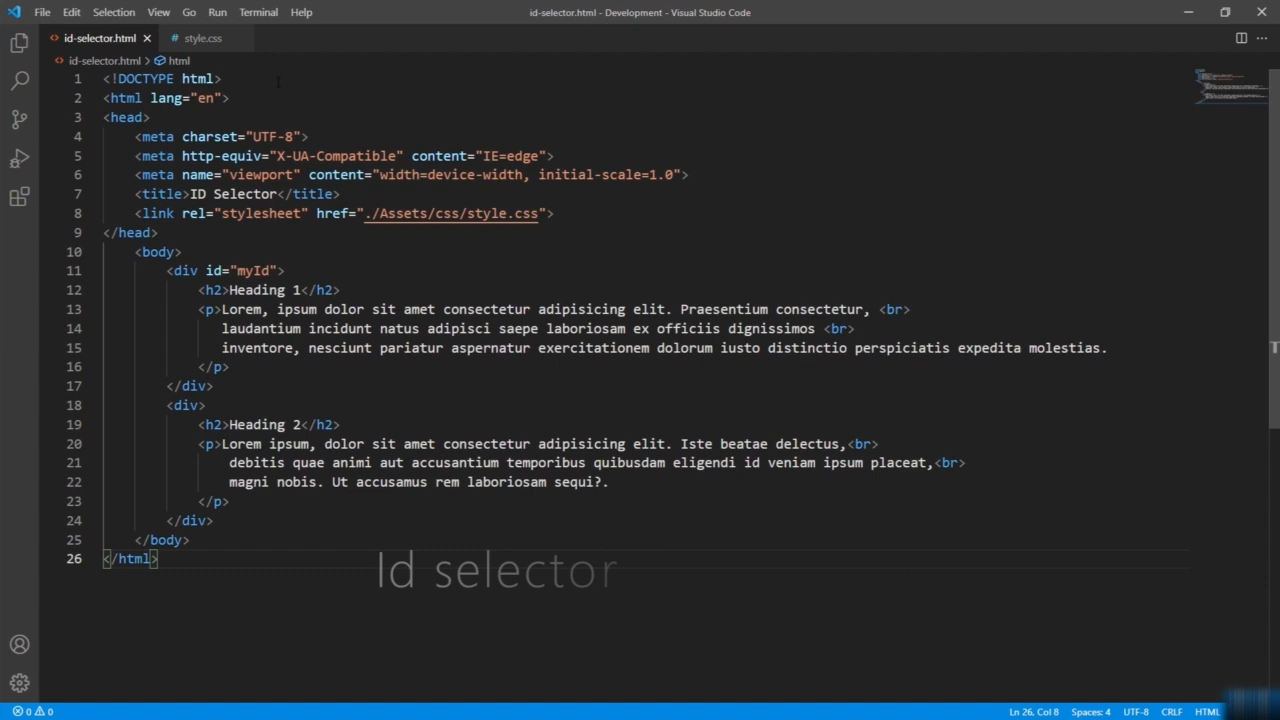 File Edit Selection View Go Run Terminal Help
id-selector.html - Development - Visual Studio Code
id-selector.html
# style.css
id-selector.html > html
1 <!DOCTYPE html>
2 <html lang="en">
3 <head>
4 <meta charset="UTF-8">
5 <meta http-equiv="X-UA-Compatible" content="IE=edge">
6 <meta name="viewport" content="width=device-width, initial-scale=1.0">
7 <title>ID Selector</title>
8 <link rel="stylesheet" href="./Assets/css/style.css">
9 </head>
10 <body>
11 <div id="myId">
12 <h2>Heading 1</h2>
13 <p>Lorem, ipsum dolor sit amet consectetur adipisicing elit. Praesentium consectetur, <br>
14 laudantium incidunt natus adipisci saepe laboriosam ex officiis dignissimos <br>
15 inventore, nesciunt pariatur aspernatur exercitationem dolorum iusto distinctio perspiciatis expedita molestias.
16 </p>
17 </div>
18 <div>
19 <h2>Heading 2</h2>
20 <p>Lorem ipsum, dolor sit amet consectetur adipisicing elit. Iste beatae delectus,<br>
21 debitis quae animi aut accusantium temporibus quibusdam eligendi id veniam ipsum placeat,<br>
22 magni nobis. Ut accusamus rem laboriosam sequi?.
23 </p>
24 </div>
25 </body>
26 </html>
Id selector
0 0
Ln 26, Col 8 Spaces: 4 UTF-8 CRLF HTML